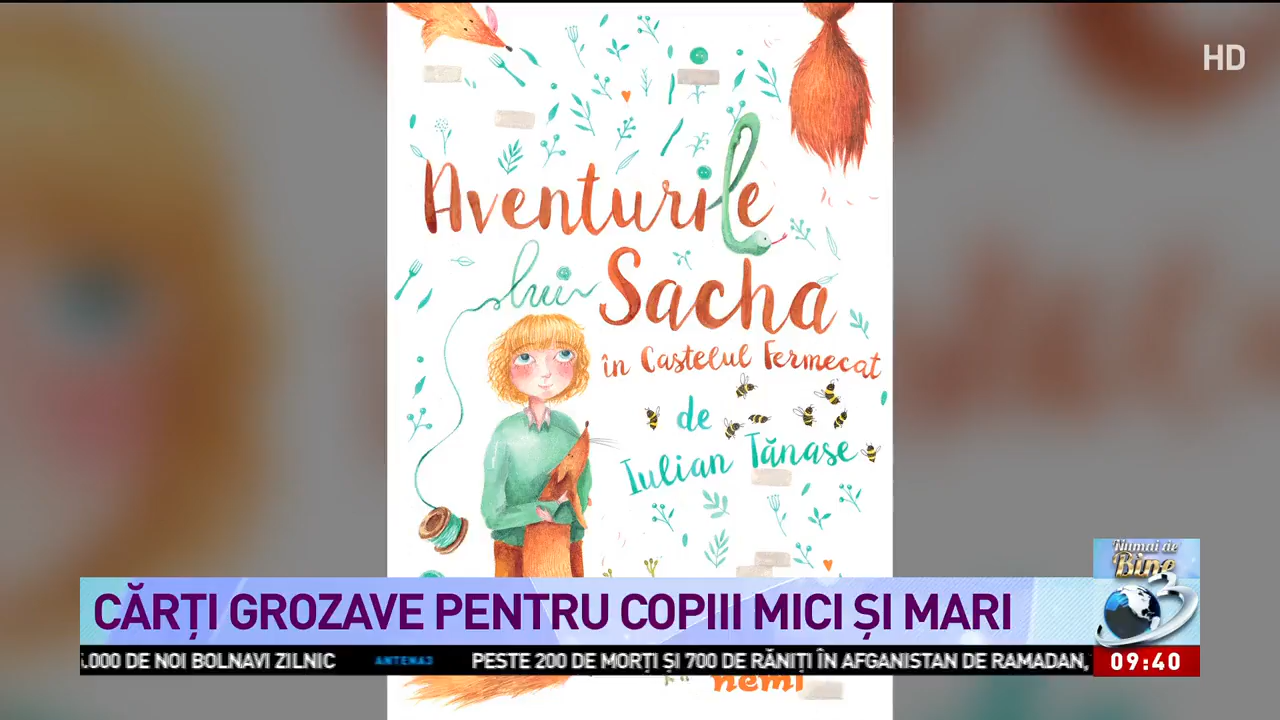 HD
Aventurile
lui Sacha
în Castelul Fermecat
de
Iulian Tănase
Numai de
Bine
3
CĂRȚI GROZAVE PENTRU COPIII MICI ȘI MARI
.000 DE NOI BOLNAVI ZILNIC ANTENA3 PESTE 200 DE MORȚI ȘI 700 DE RĂNIȚI ÎN AFGANISTAN DE RAMADAN,
09:40
nemi